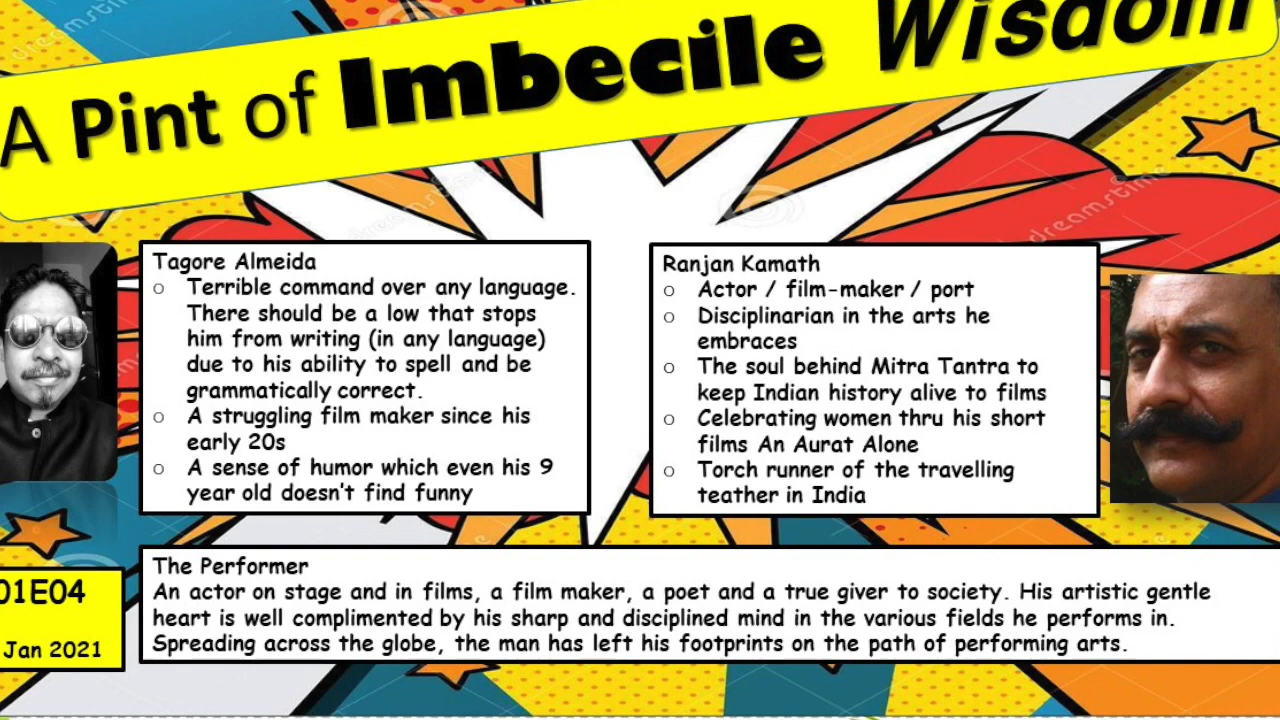 A Pint of Imbecile Wisdom
Tagore Almeida
o Terrible command over any language.
There should be a low that stops
him from writing (in any language)
due to his ability to spell and be
grammatically correct.
o A struggling film maker since his
early 20s
o A sense of humor which even his 9
year old doesn't find funny
Ranjan Kamath
o Actor / film-maker / port
o Disciplinarian in the arts he
embraces
o The soul behind Mitra Tantra to
keep Indian history alive to films
o Celebrating women thru his short
films An Aurat Alone
o Torch runner of the travelling
teather in India
The Performer
An actor on stage and in films, a film maker, a poet and a true giver to society. His artistic gentle
heart is well complimented by his sharp and disciplined mind in the various fields he performs in.
Spreading across the globe, the man has left his footprints on the path of performing arts.
01E04
Jan 2021
dreamstime
dreamstime
dreamstime